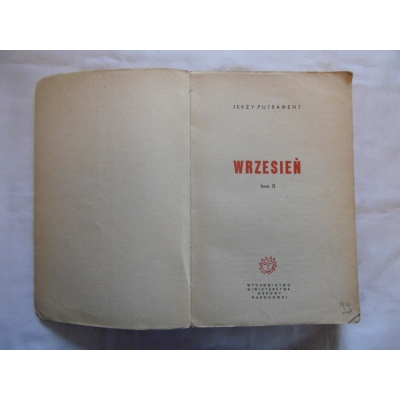 JERZY PUTRAMENT
WRZESIEŃ
tom II
WYDAWNICTWO
MINISTERSTWA
OBRONY
NARODOWEJ